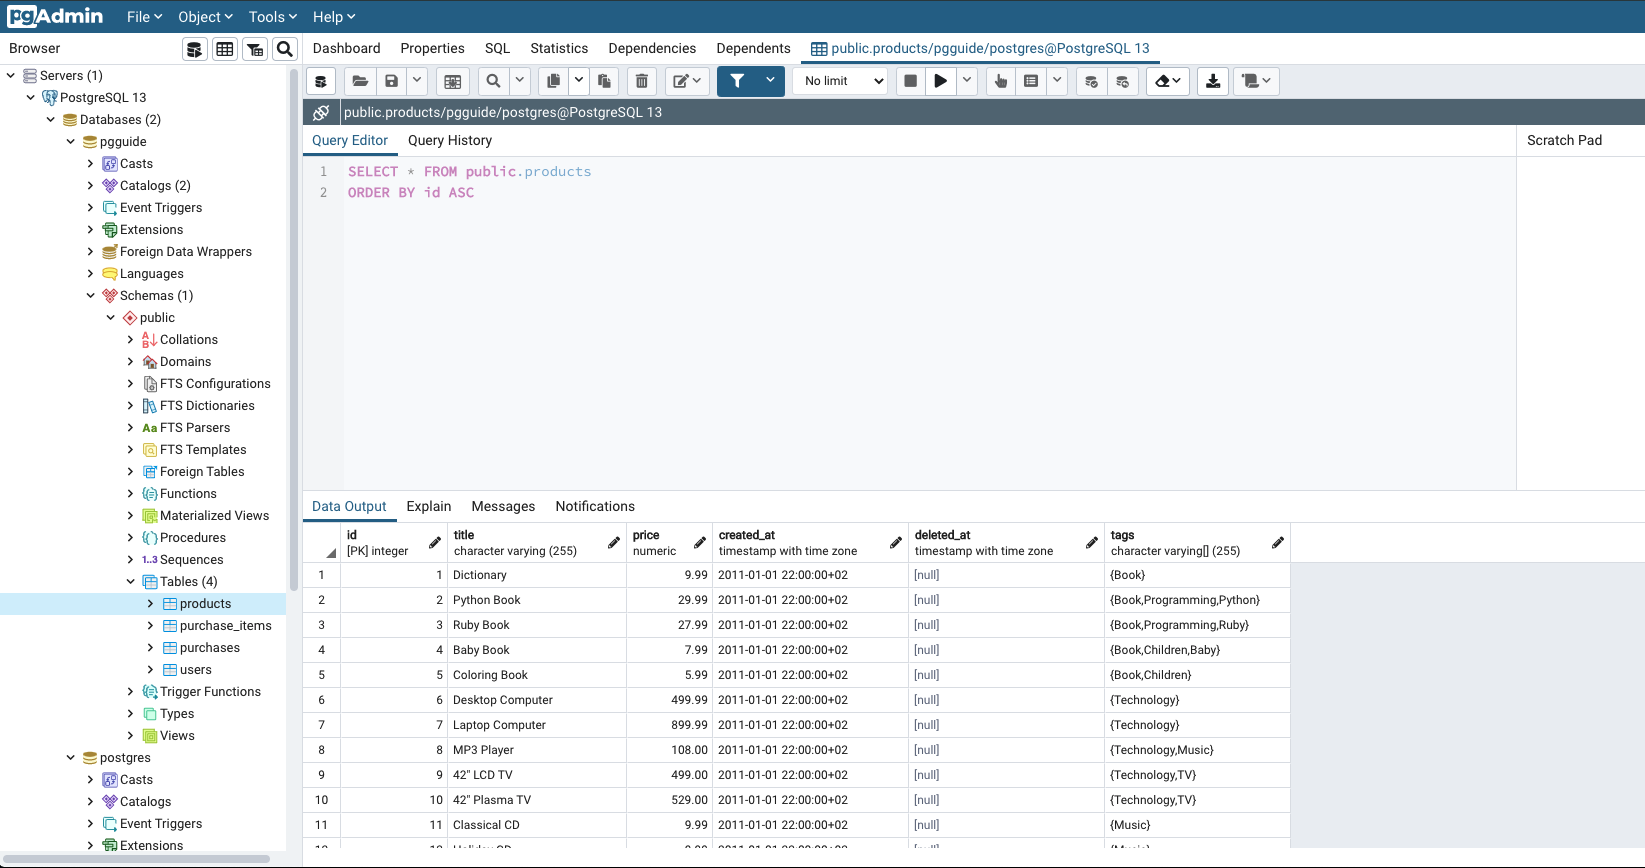 pgAdmin File Object Tools Help
Browser
Dashboard Properties SQL Statistics Dependencies Dependents public.products/pgguide/postgres@PostgreSQL 13
Servers (1)
PostgreSQL 13
Databases (2)
pgguide
Casts
Catalogs (2)
Event Triggers
Extensions
Foreign Data Wrappers
Languages
Schemas (1)
public
Collations
Domains
FTS Configurations
FTS Dictionaries
Aa FTS Parsers
FTS Templates
Foreign Tables
Functions
Materialized Views
Procedures
1..3 Sequences
Tables (4)
products
purchase_items
purchases
users
Trigger Functions
Types
Views
postgres
Casts
Catalogs
Event Triggers
Extensions
No limit
public.products/pgguide/postgres@PostgreSQL 13
Query Editor Query History
Scratch Pad
1 SELECT * FROM public.products
2 ORDER BY id ASC
Data Output Explain Messages Notifications
id title price created_at deleted_at tags
[PK] integer character varying (255) numeric timestamp with time zone timestamp with time zone character varying[] (255)
1 1 Dictionary 9.99 2011-01-01 22:00:00+02 [null] {Book}
2 2 Python Book 29.99 2011-01-01 22:00:00+02 [null] {Book,Programming,Python}
3 3 Ruby Book 27.99 2011-01-01 22:00:00+02 [null] {Book,Programming,Ruby}
4 4 Baby Book 7.99 2011-01-01 22:00:00+02 [null] {Book,Children,Baby}
5 5 Coloring Book 5.99 2011-01-01 22:00:00+02 [null] {Book,Children}
6 6 Desktop Computer 499.99 2011-01-01 22:00:00+02 [null] {Technology}
7 7 Laptop Computer 899.99 2011-01-01 22:00:00+02 [null] {Technology}
8 8 MP3 Player 108.00 2011-01-01 22:00:00+02 [null] {Technology,Music}
9 9 42" LCD TV 499.00 2011-01-01 22:00:00+02 [null] {Technology,TV}
10 10 42" Plasma TV 529.00 2011-01-01 22:00:00+02 [null] {Technology,TV}
11 11 Classical CD 9.99 2011-01-01 22:00:00+02 [null] {Music}